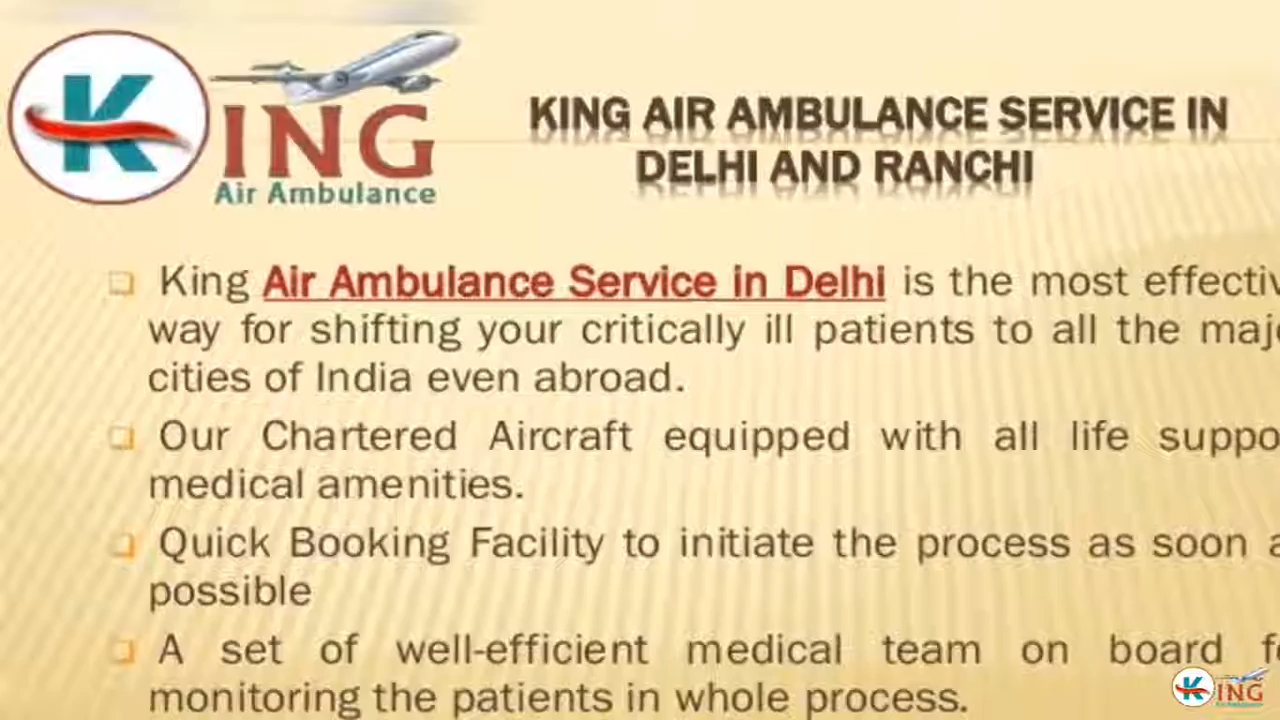 KING
Air Ambulance
KING AIR AMBULANCE SERVICE IN
DELHI AND RANCHI
King Air Ambulance Service in Delhi is the most effectiv
way for shifting your critically ill patients to all the maj
cities of India even abroad.
Our Chartered Aircraft equipped with all life suppo
medical amenities.
Quick Booking Facility to initiate the process as soon a
possible
A set of well-efficient medical team on board f
monitoring the patients in whole process.
KING
Air Ambulance